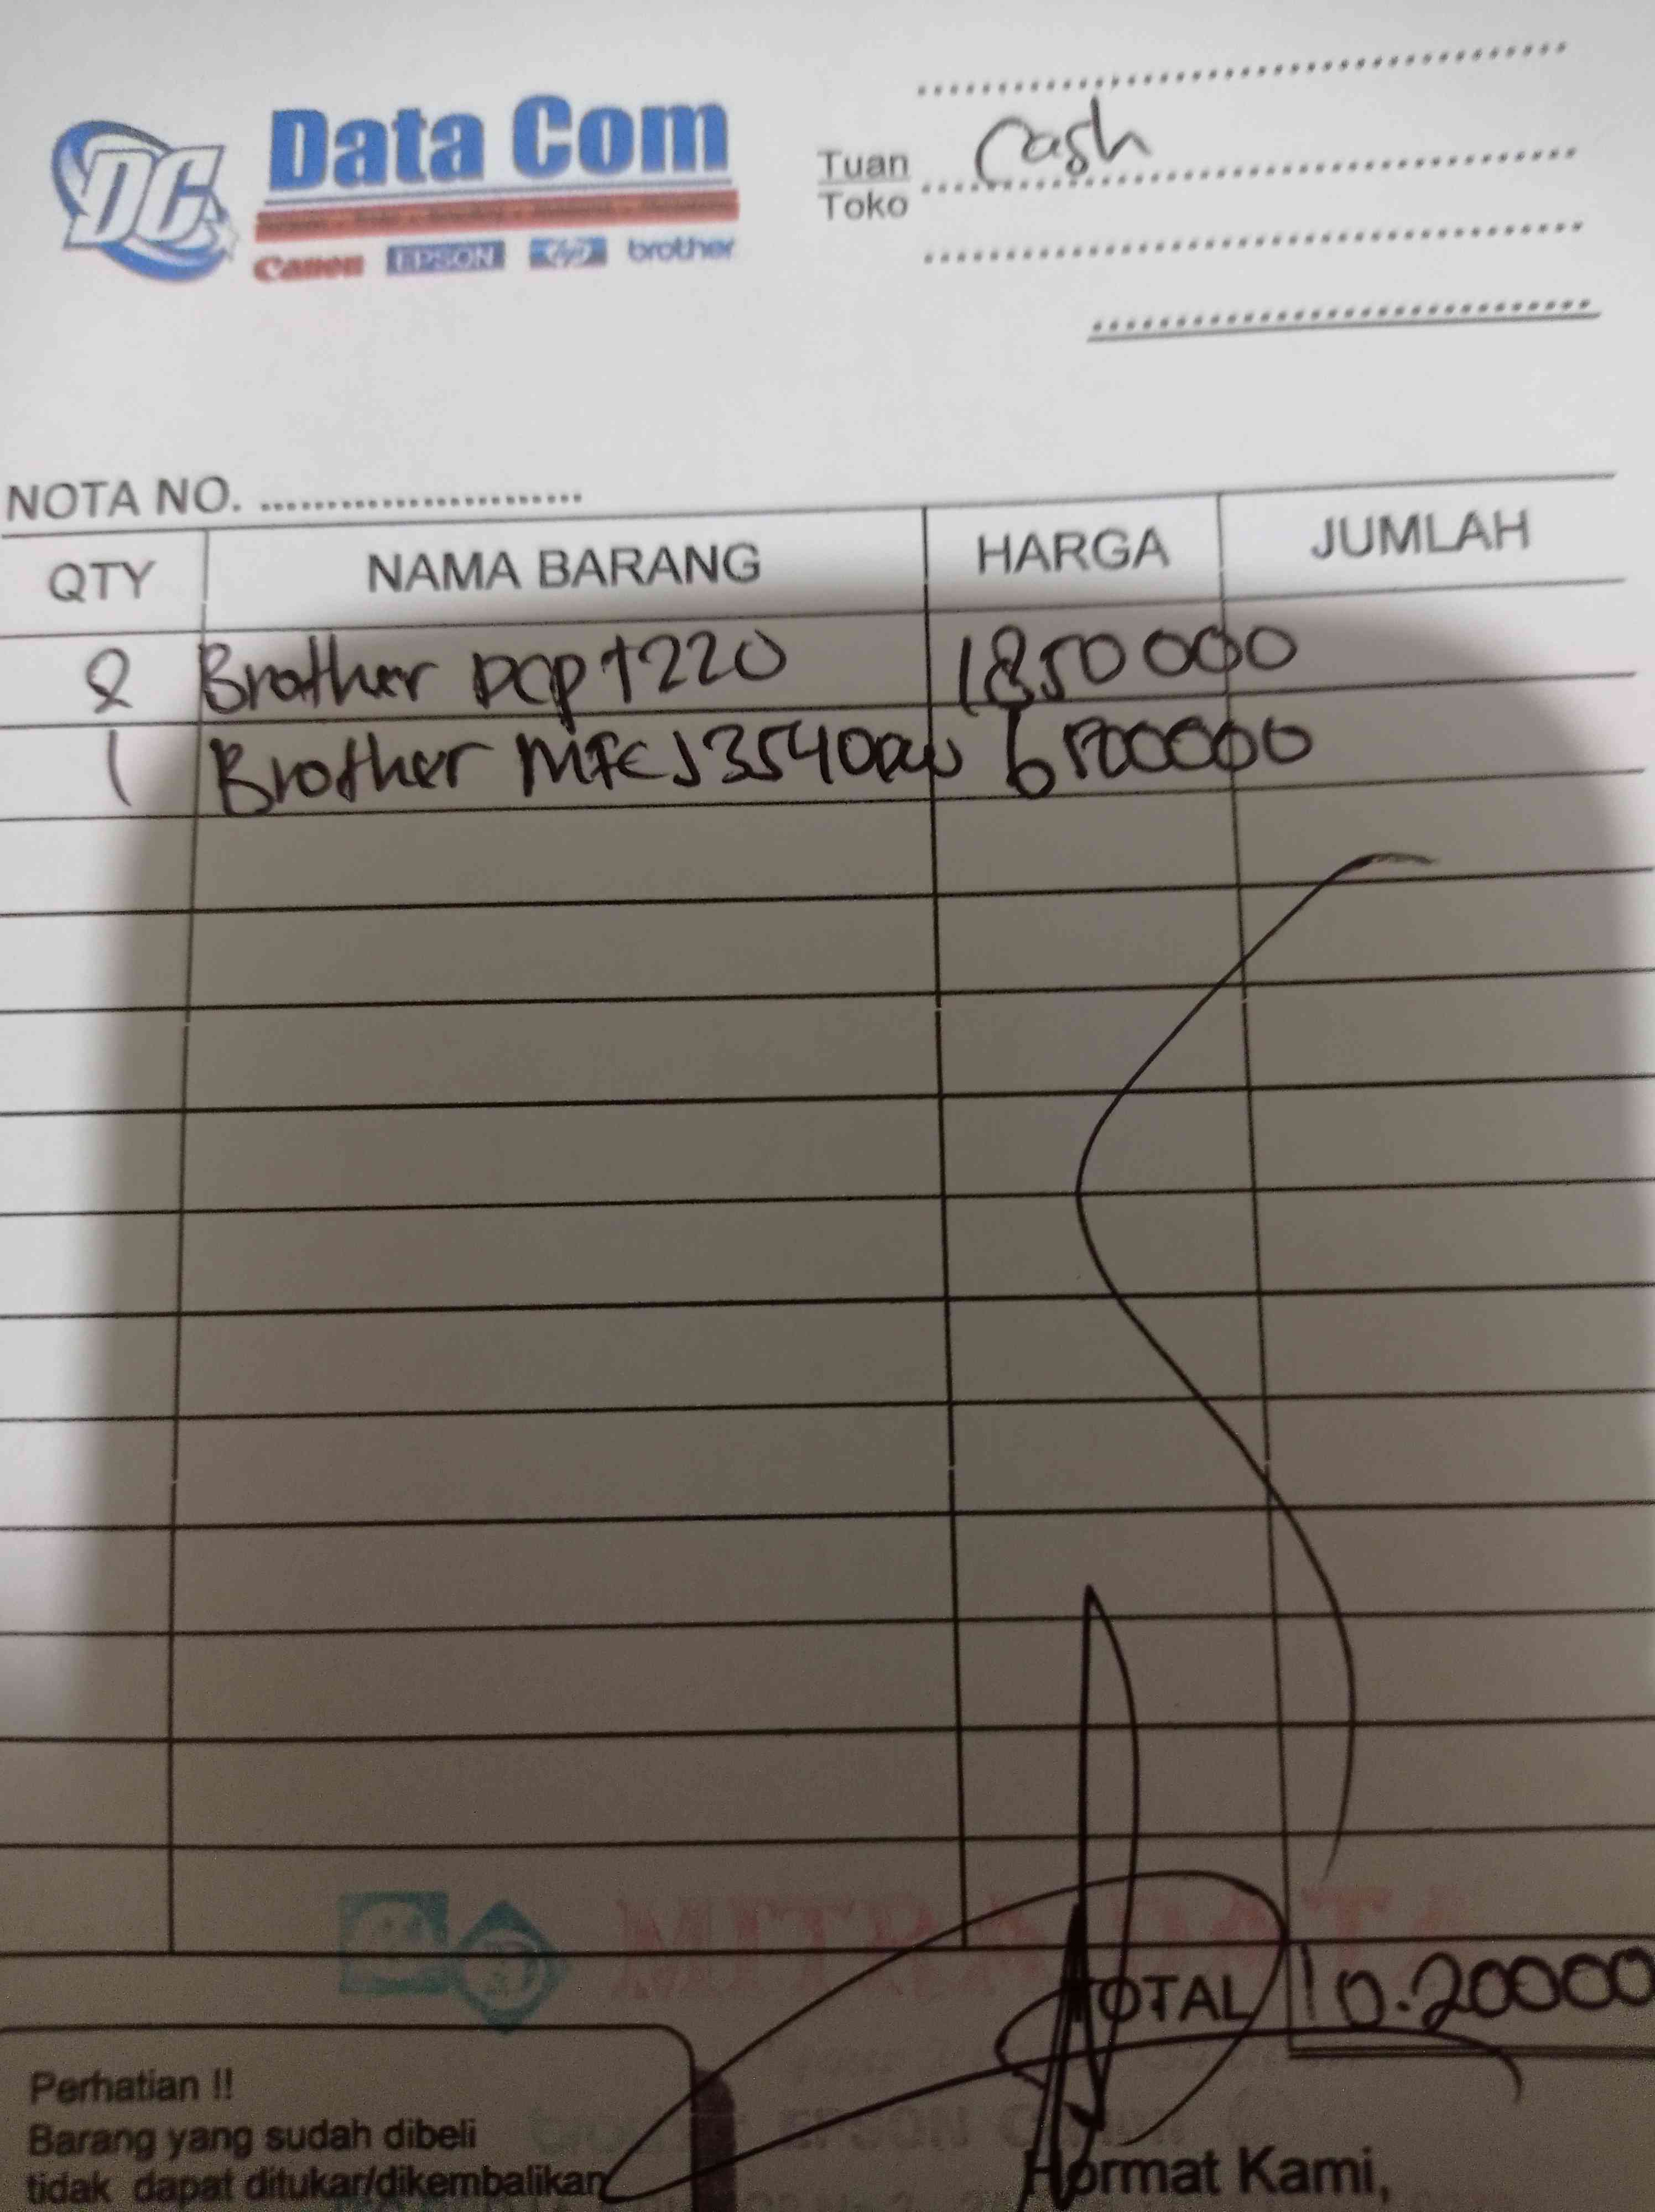 DC Data Com
Canon EPSON hp brother
Tuan
Toko
Cash
NOTA NO. ........................
QTY NAMA BARANG HARGA JUMLAH
2 Brother DCP t220 1850000
1 Brother MFC J3540DW 6500000
TOTAL 10.20000
Perhatian !!
Barang yang sudah dibeli
tidak dapat ditukar/dikembalikan
Hormat Kami,